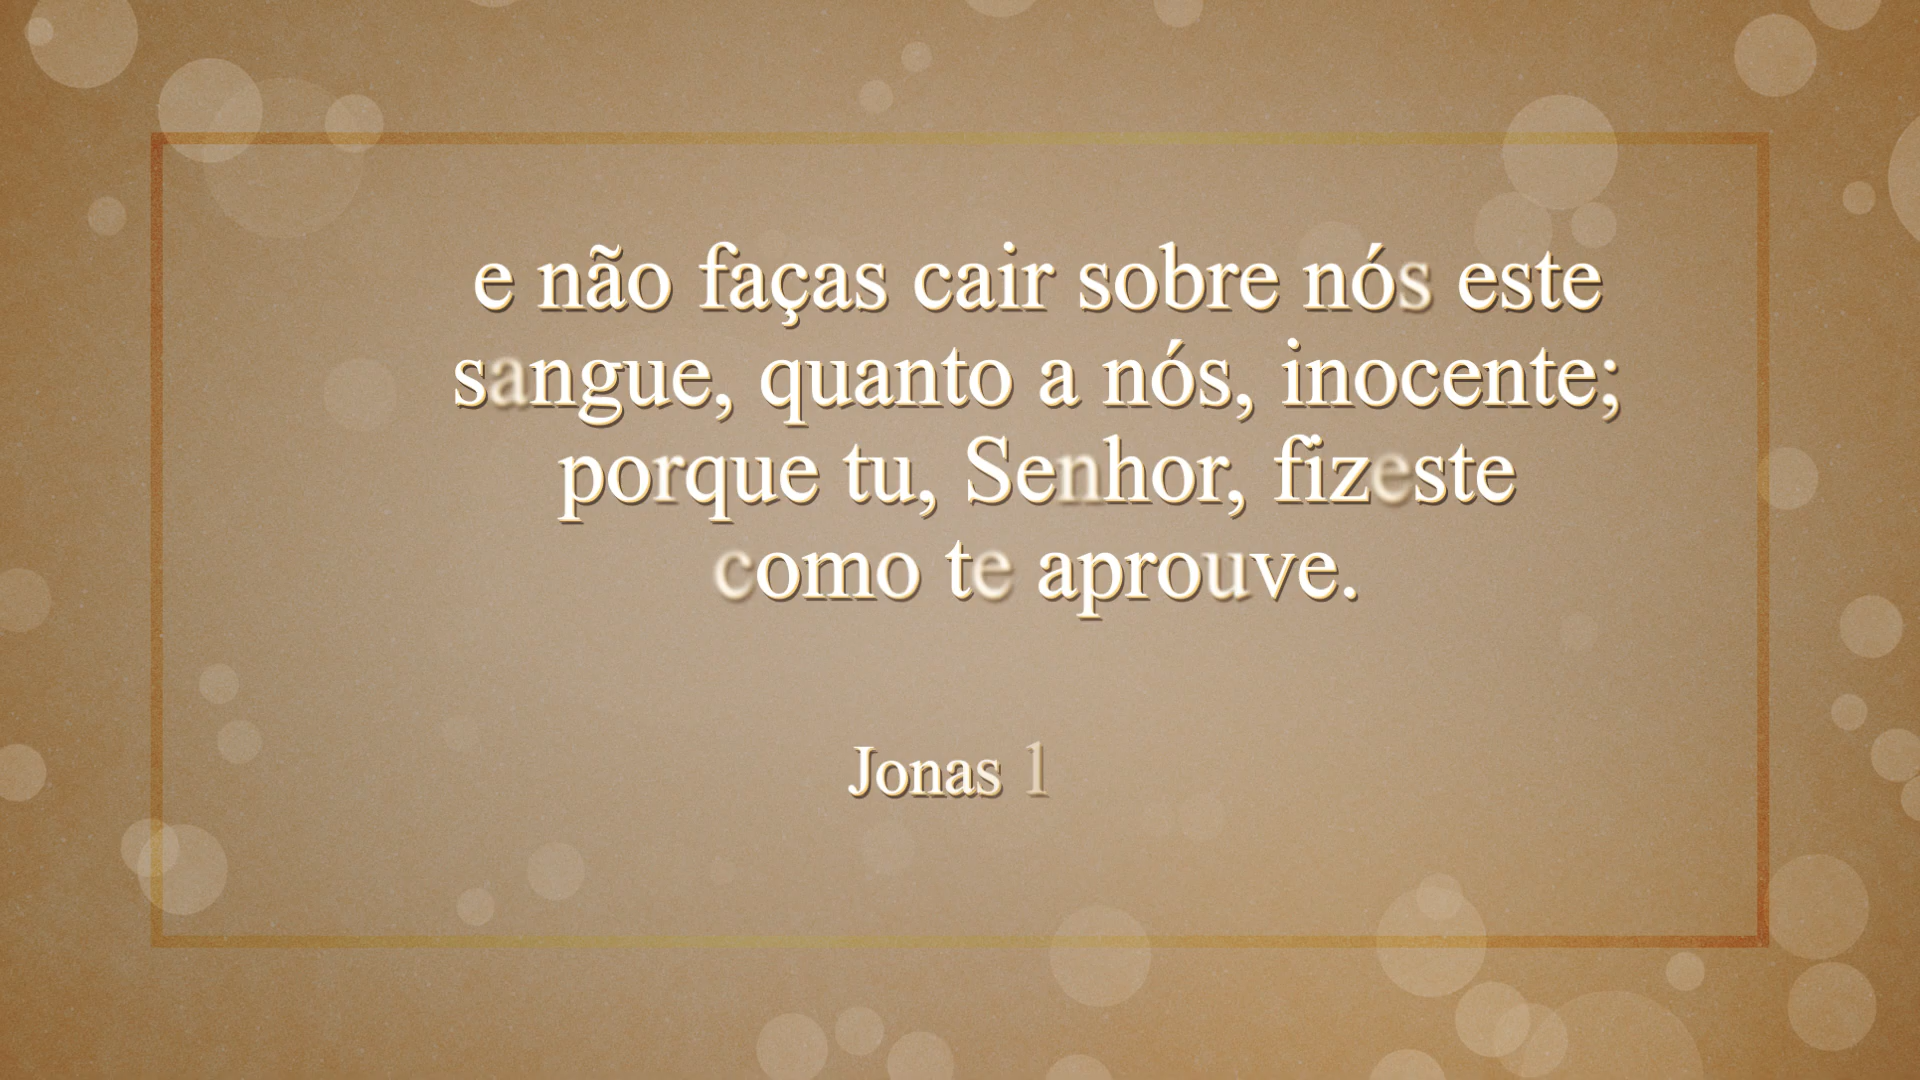 e não faças cair sobre nós este
sangue, quanto a nós, inocente;
porque tu, Senhor, fizeste
como te aprouve.
Jonas 1